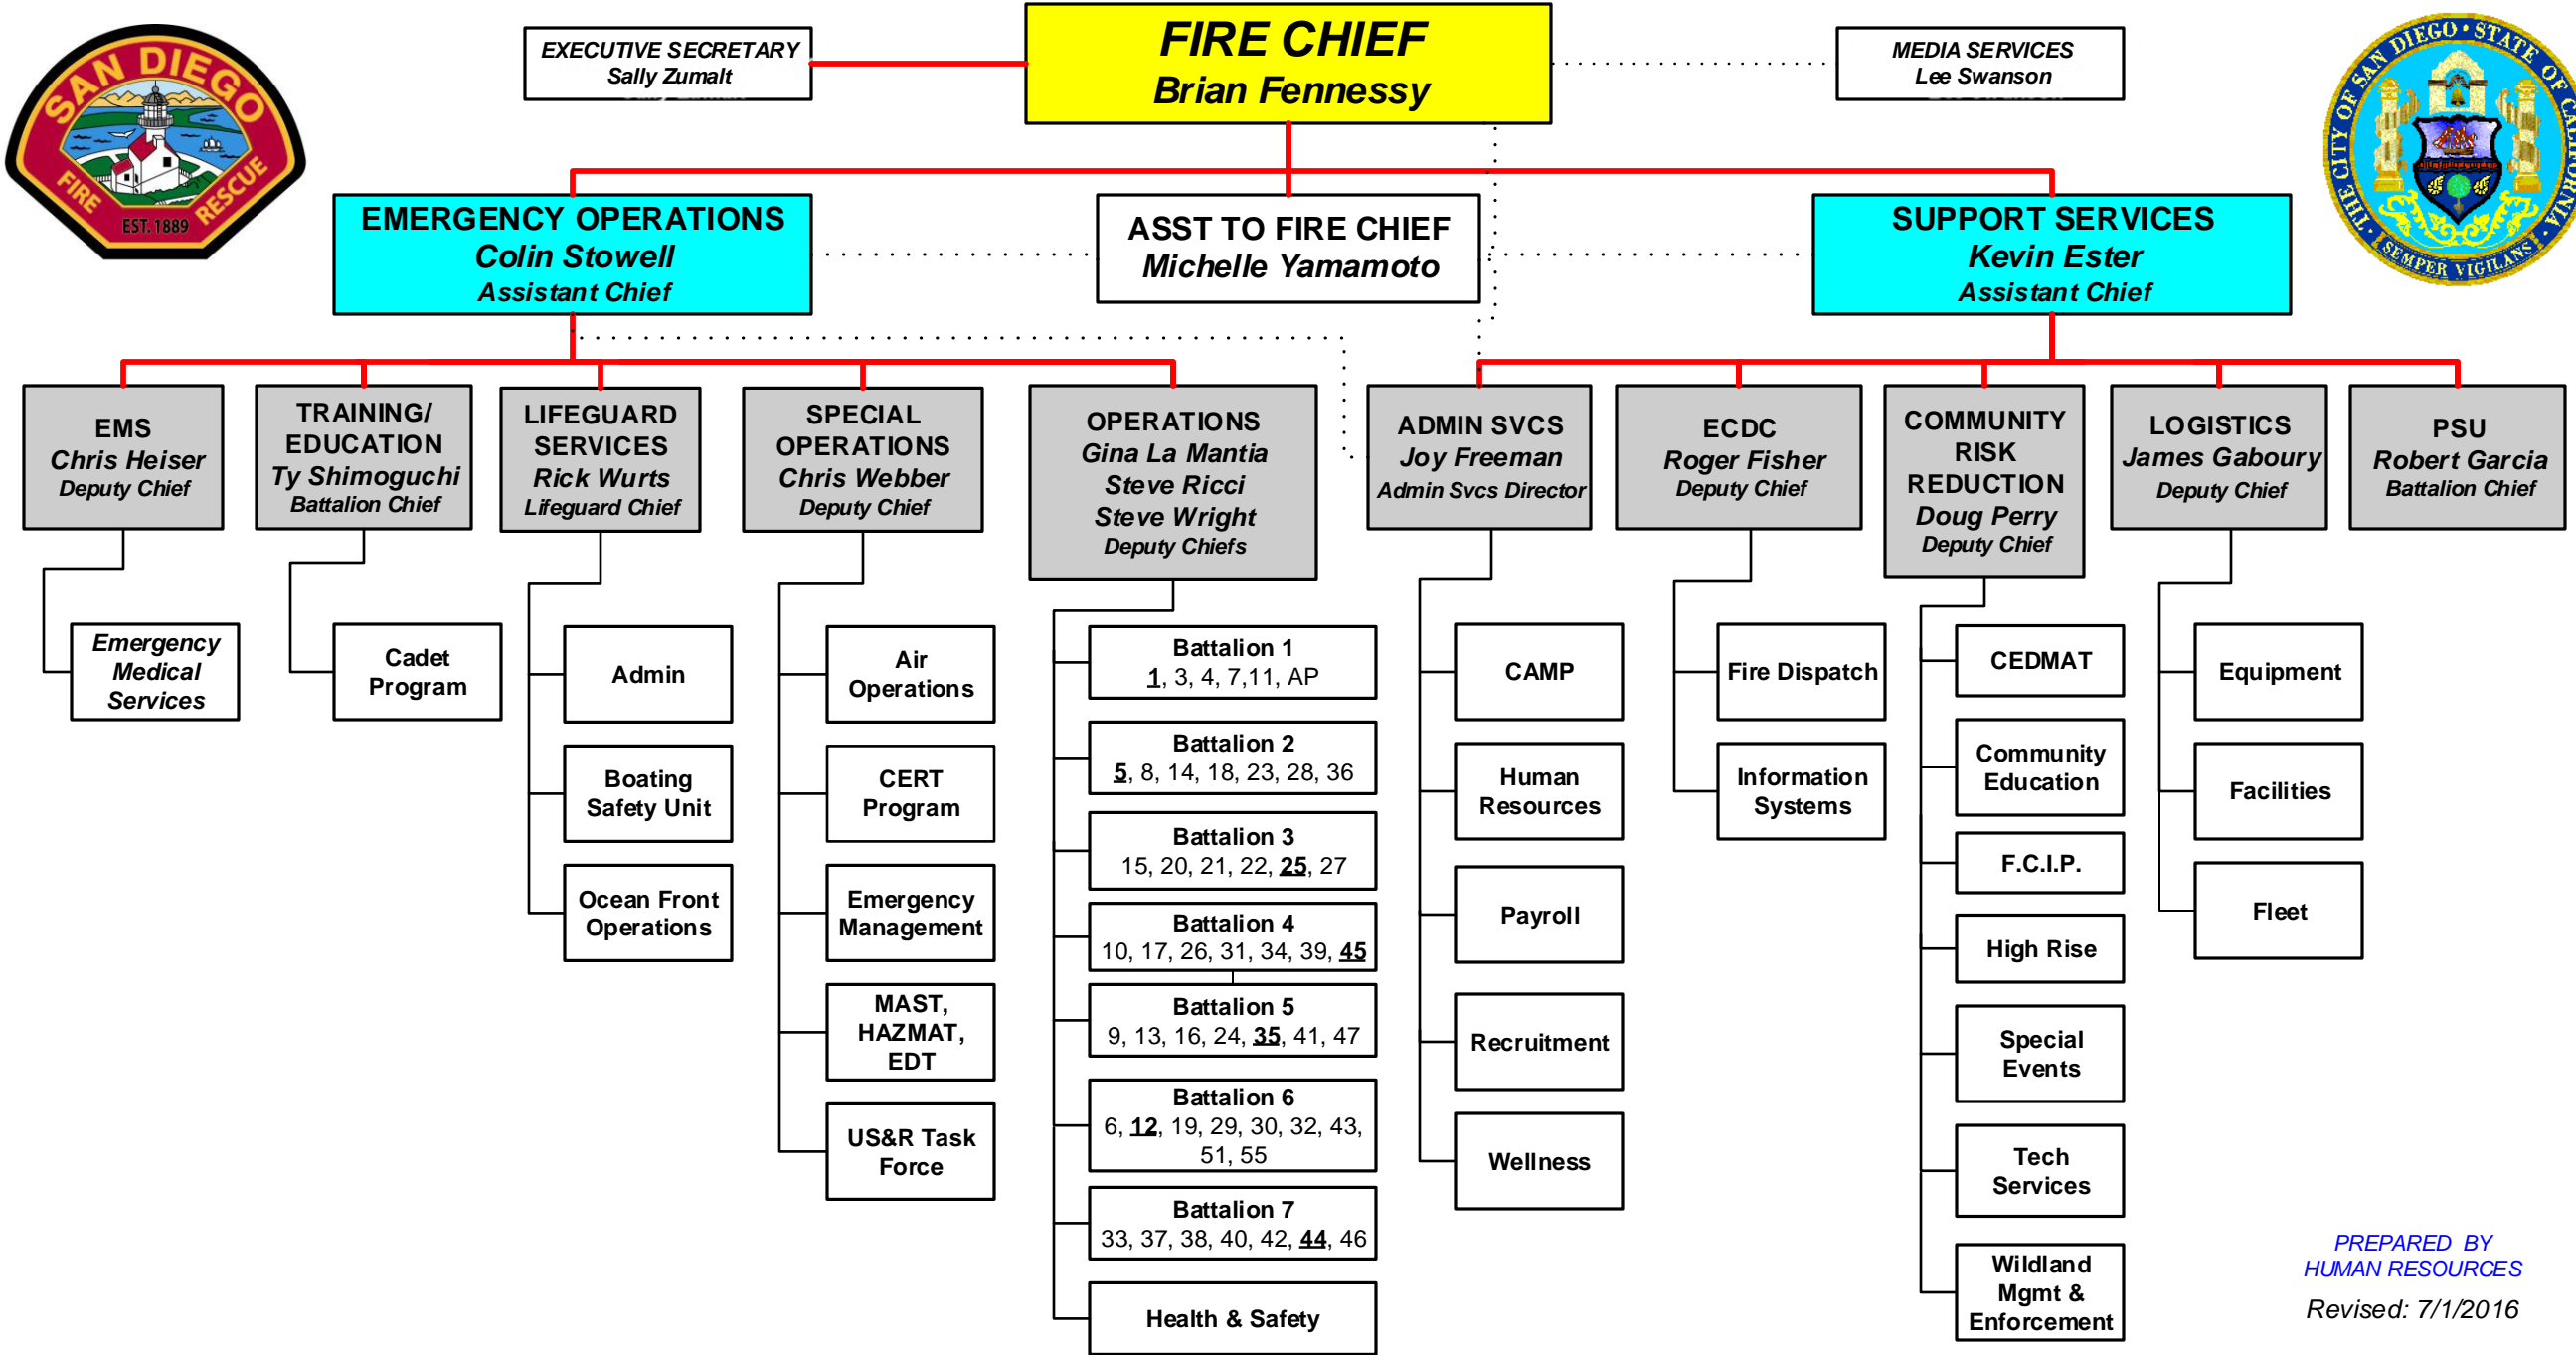 SAN DIEGO
FIRE
RESCUE
EST. 1889
EXECUTIVE SECRETARY
Sally Zumalt
FIRE CHIEF
Brian Fennessy
MEDIA SERVICES
Lee Swanson
THE CITY OF SAN DIEGO • STATE OF CALIFORNIA
SEMPER VIGILANS
EMERGENCY OPERATIONS
Colin Stowell
Assistant Chief
ASST TO FIRE CHIEF
Michelle Yamamoto
SUPPORT SERVICES
Kevin Ester
Assistant Chief
EMS
Chris Heiser
Deputy Chief
TRAINING/
EDUCATION
Ty Shimoguchi
Battalion Chief
LIFEGUARD
SERVICES
Rick Wurts
Lifeguard Chief
SPECIAL
OPERATIONS
Chris Webber
Deputy Chief
OPERATIONS
Gina La Mantia
Steve Ricci
Steve Wright
Deputy Chiefs
ADMIN SVCS
Joy Freeman
Admin Svcs Director
ECDC
Roger Fisher
Deputy Chief
COMMUNITY
RISK
REDUCTION
Doug Perry
Deputy Chief
LOGISTICS
James Gaboury
Deputy Chief
PSU
Robert Garcia
Battalion Chief
Emergency
Medical
Services
Cadet
Program
Admin
Boating
Safety Unit
Ocean Front
Operations
Air
Operations
CERT
Program
Emergency
Management
MAST,
HAZMAT,
EDT
US&R Task
Force
Battalion 1
1, 3, 4, 7,11, AP
Battalion 2
5, 8, 14, 18, 23, 28, 36
Battalion 3
15, 20, 21, 22, 25, 27
Battalion 4
10, 17, 26, 31, 34, 39, 45
Battalion 5
9, 13, 16, 24, 35, 41, 47
Battalion 6
6, 12, 19, 29, 30, 32, 43,
51, 55
Battalion 7
33, 37, 38, 40, 42, 44, 46
Health & Safety
CAMP
Human
Resources
Payroll
Recruitment
Wellness
Fire Dispatch
Information
Systems
CEDMAT
Community
Education
F.C.I.P.
High Rise
Special
Events
Tech
Services
Wildland
Mgmt &
Enforcement
Equipment
Facilities
Fleet
PREPARED BY
HUMAN RESOURCES
Revised: 7/1/2016